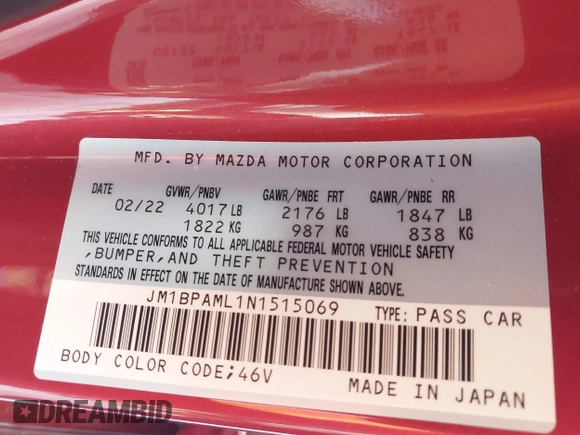 MFD. BY MAZDA MOTOR CORPORATION
DATE GVWR/PNBV GAWR/PNBE FRT GAWR/PNBE RR
02/22 4017 LB 2176 LB 1847 LB
1822 KG 987 KG 838 KG
THIS VEHICLE CONFORMS TO ALL APPLICABLE FEDERAL MOTOR VEHICLE SAFETY
,BUMPER,AND THEFT PREVENTION
STANDARDS IN EFFECT ON THE DATE OF MANUFACTURE SHOWN ABOVE.
JM1BPAML1N1515069 TYPE: PASS CAR
BODY COLOR CODE;46V MADE IN JAPAN
DREAMBID